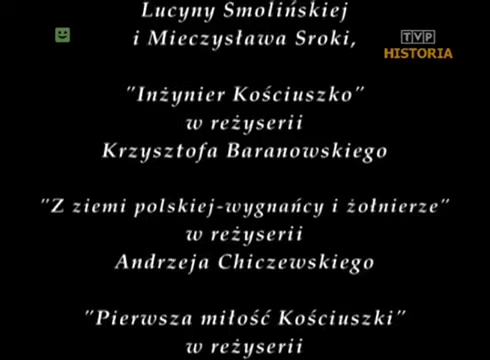 Lucyny Smolińskiej
i Mieczysława Sroki,
TVP
HISTORIA
"Inżynier Kościuszko"
w reżyserii
Krzysztofa Baranowskiego
"Z ziemi polskiej-wygnańcy i żołnierze"
w reżyserii
Andrzeja Chiczewskiego
"Pierwsza miłość Kościuszki"
w reżyserii